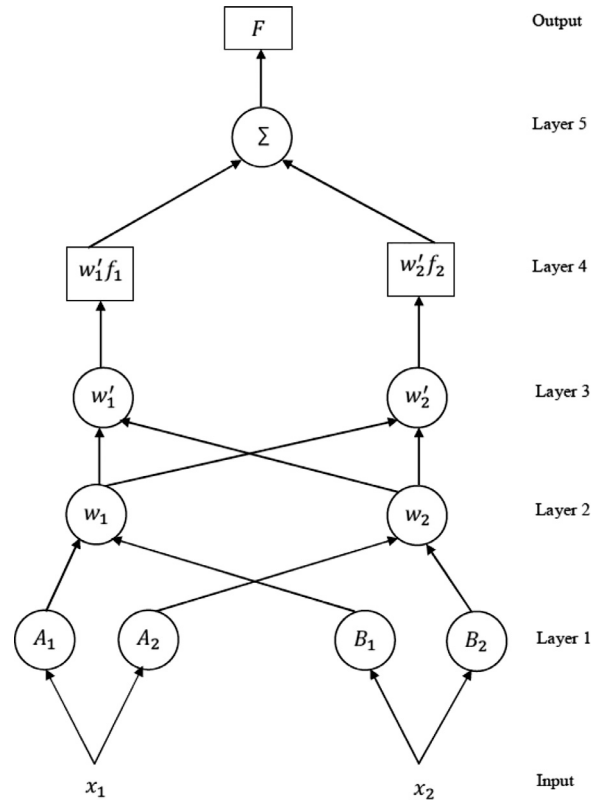 F Output
Σ Layer 5
w′₁f₁ w′₂f₂ Layer 4
w′₁ w′₂ Layer 3
w₁ w₂ Layer 2
A₁ A₂ B₁ B₂ Layer 1
x₁ x₂ Input